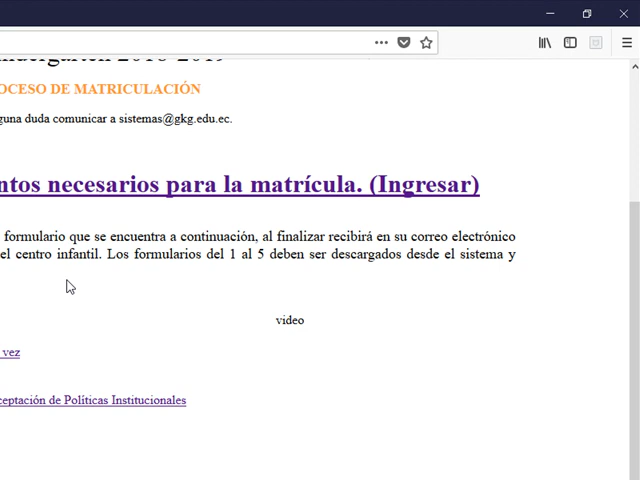 2018-2019
OCESO DE MATRICULACIÓN
guna duda comunicar a sistemas@gkg.edu.ec.
ntos necesarios para la matrícula. (Ingresar)
formulario que se encuentra a continuación, al finalizar recibirá en su correo electrónico
el centro infantil. Los formularios del 1 al 5 deben ser descargados desde el sistema y
video
vez
ceptación de Políticas Institucionales